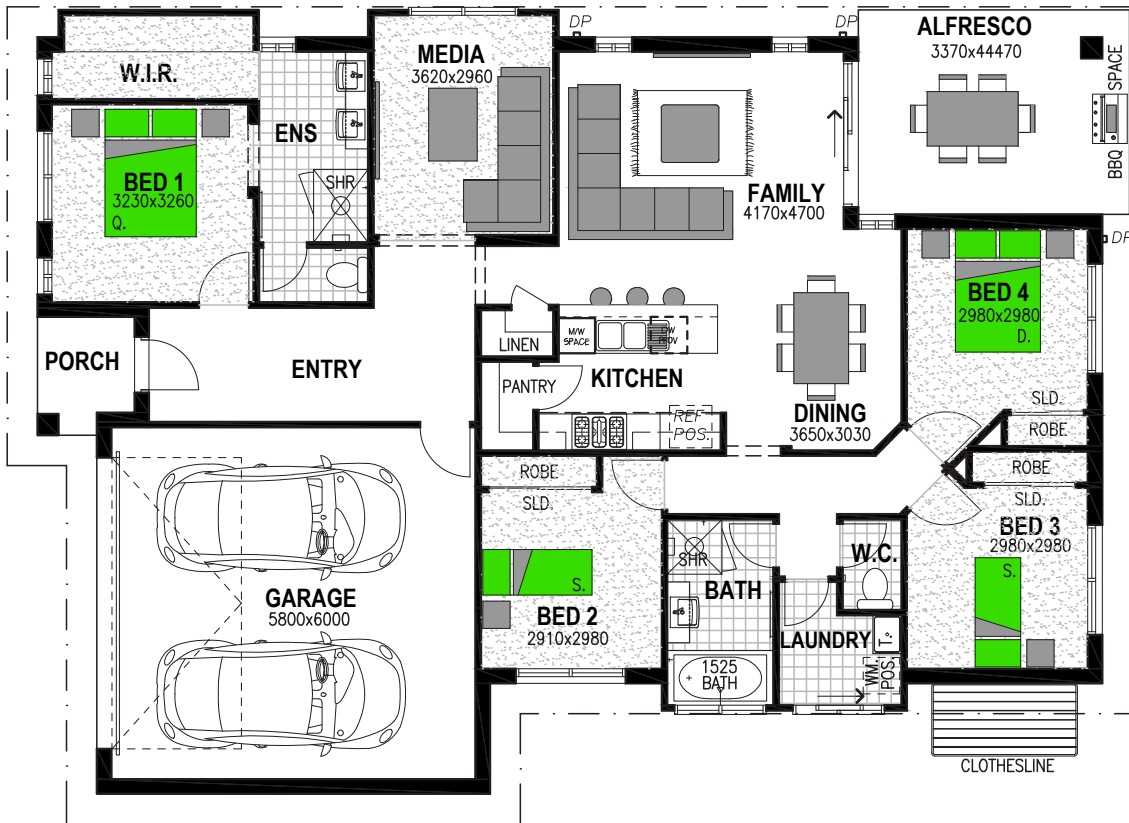 DP
DP
ALFRESCO
3370x44470
MEDIA
3620x2960
W.I.R.
SPACE
BBQ
ENS
SHR
BED 1
3230x3260
Q.
FAMILY
4170x4700
DP
BED 4
2980x2980
D.
LINEN
M/W
SPACE
DW
PROV
PORCH
ENTRY
PANTRY
KITCHEN
REF
POS.
DINING
3650x3030
SLD.
ROBE
ROBE
SLD.
ROBE
SLD.
BED 3
2980x2980
S.
SHR
W.C.
BATH
S.
GARAGE
5800x6000
BED 2
2910x2980
LAUNDRY
T.
WM.
POS.
1525
BATH
CLOTHESLINE